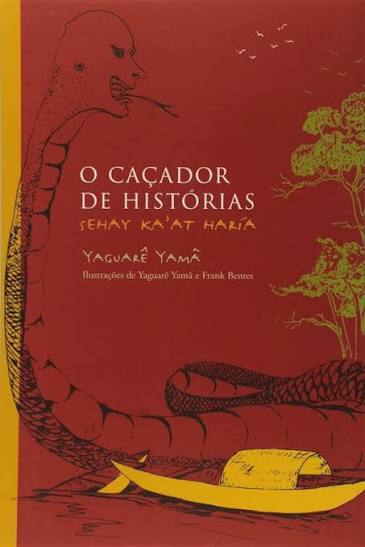 O CAÇADOR
DE HISTÓRIAS
SEHAY KA'AT HARÍA
YAGUARÊ YAMÃ
Ilustrações de Yaguarê Yamã e Frank Bentes